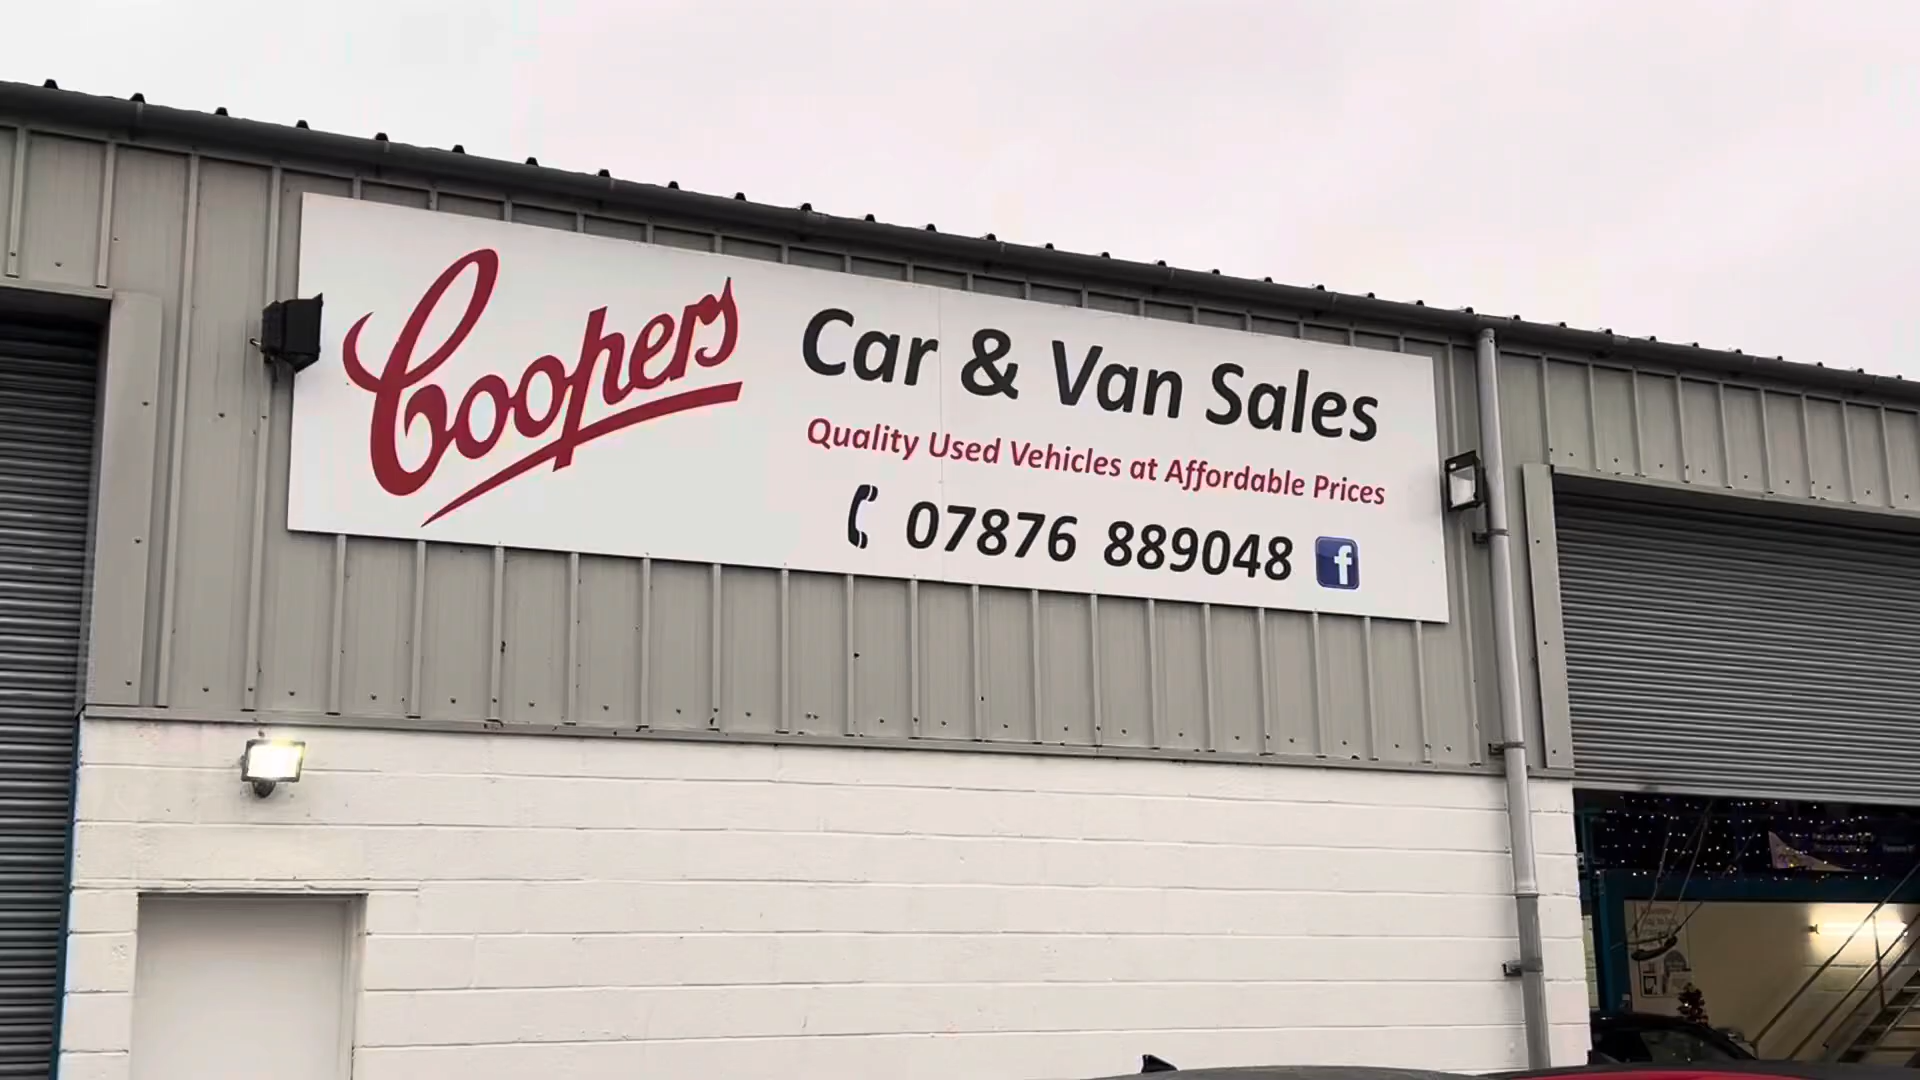 Coopers
Car & Van Sales
Quality Used Vehicles at Affordable Prices
07876 889048
f